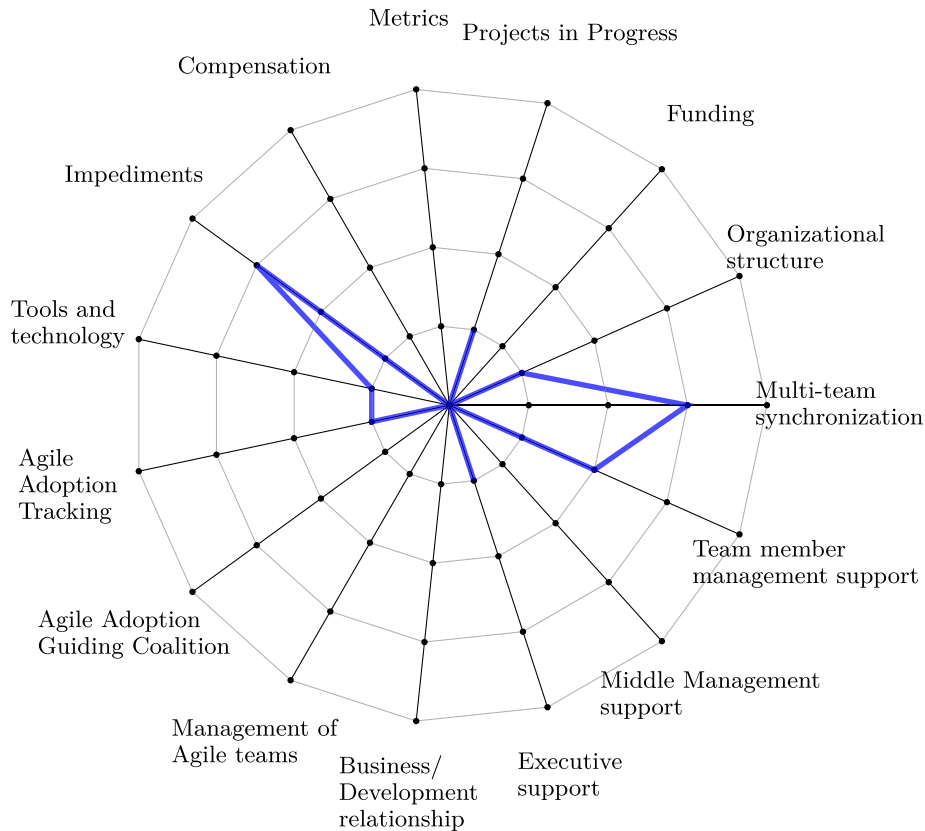 Metrics
Projects in Progress
Compensation
Funding
Impediments
Organizational
structure
Tools and
technology
Multi-team
synchronization
Agile
Adoption
Tracking
Team member
management support
Agile Adoption
Guiding Coalition
Middle Management
support
Management of
Agile teams
Business/
Development
relationship
Executive
support